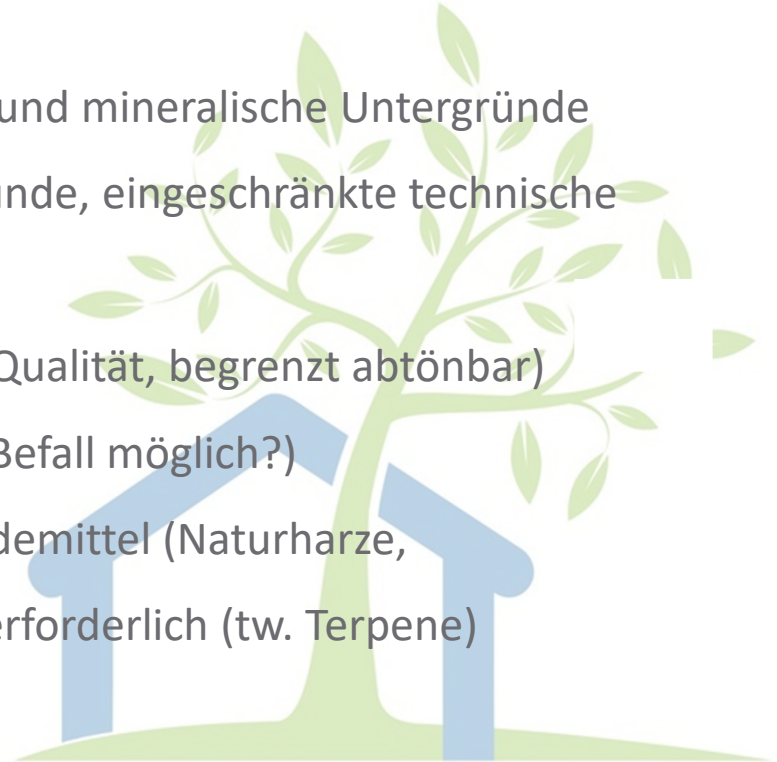 und mineralische Untergründe
nde, eingeschränkte technische
Qualität, begrenzt abtönbar)
Befall möglich?)
demittel (Naturharze,
erforderlich (tw. Terpene)